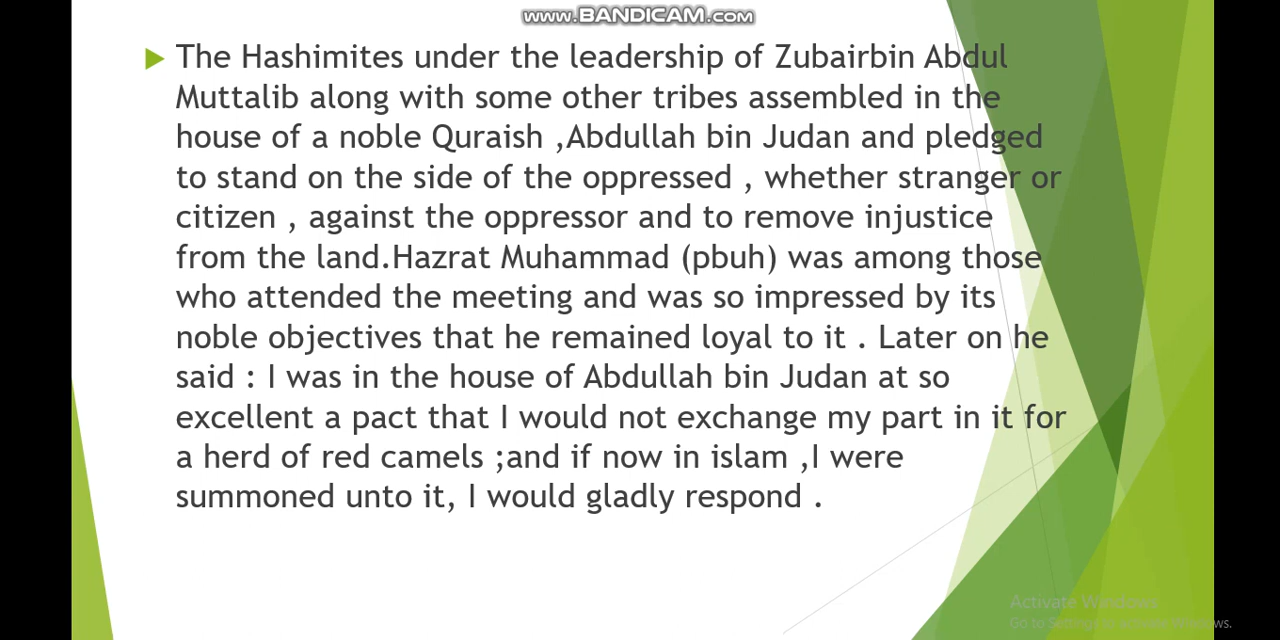 www.BANDICAM.com
The Hashimites under the leadership of Zubairbin Abdul
Muttalib along with some other tribes assembled in the
house of a noble Quraish ,Abdullah bin Judan and pledged
to stand on the side of the oppressed , whether stranger or
citizen , against the oppressor and to remove injustice
from the land.Hazrat Muhammad (pbuh) was among those
who attended the meeting and was so impressed by its
noble objectives that he remained loyal to it . Later on he
said : I was in the house of Abdullah bin Judan at so
excellent a pact that I would not exchange my part in it for
a herd of red camels ;and if now in islam ,I were
summoned unto it, I would gladly respond .
Activate Windows
Go to Settings to activate Windows.